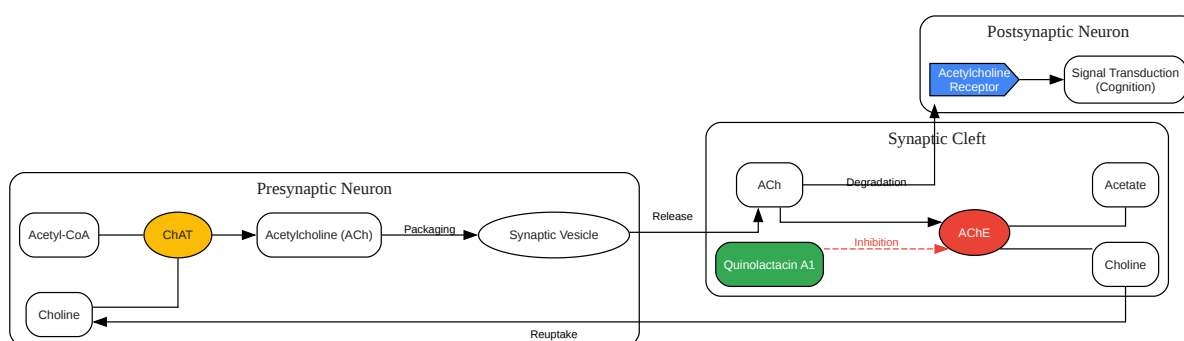 Postsynaptic Neuron
Acetylcholine
Receptor
Signal Transduction
(Cognition)
Synaptic Cleft
ACh
Degradation
Acetate
AChE
Inhibition
Quinolactacin A1
Choline
Presynaptic Neuron
Acetyl-CoA
ChAT
Acetylcholine (ACh)
Packaging
Synaptic Vesicle
Release
Choline
Reuptake